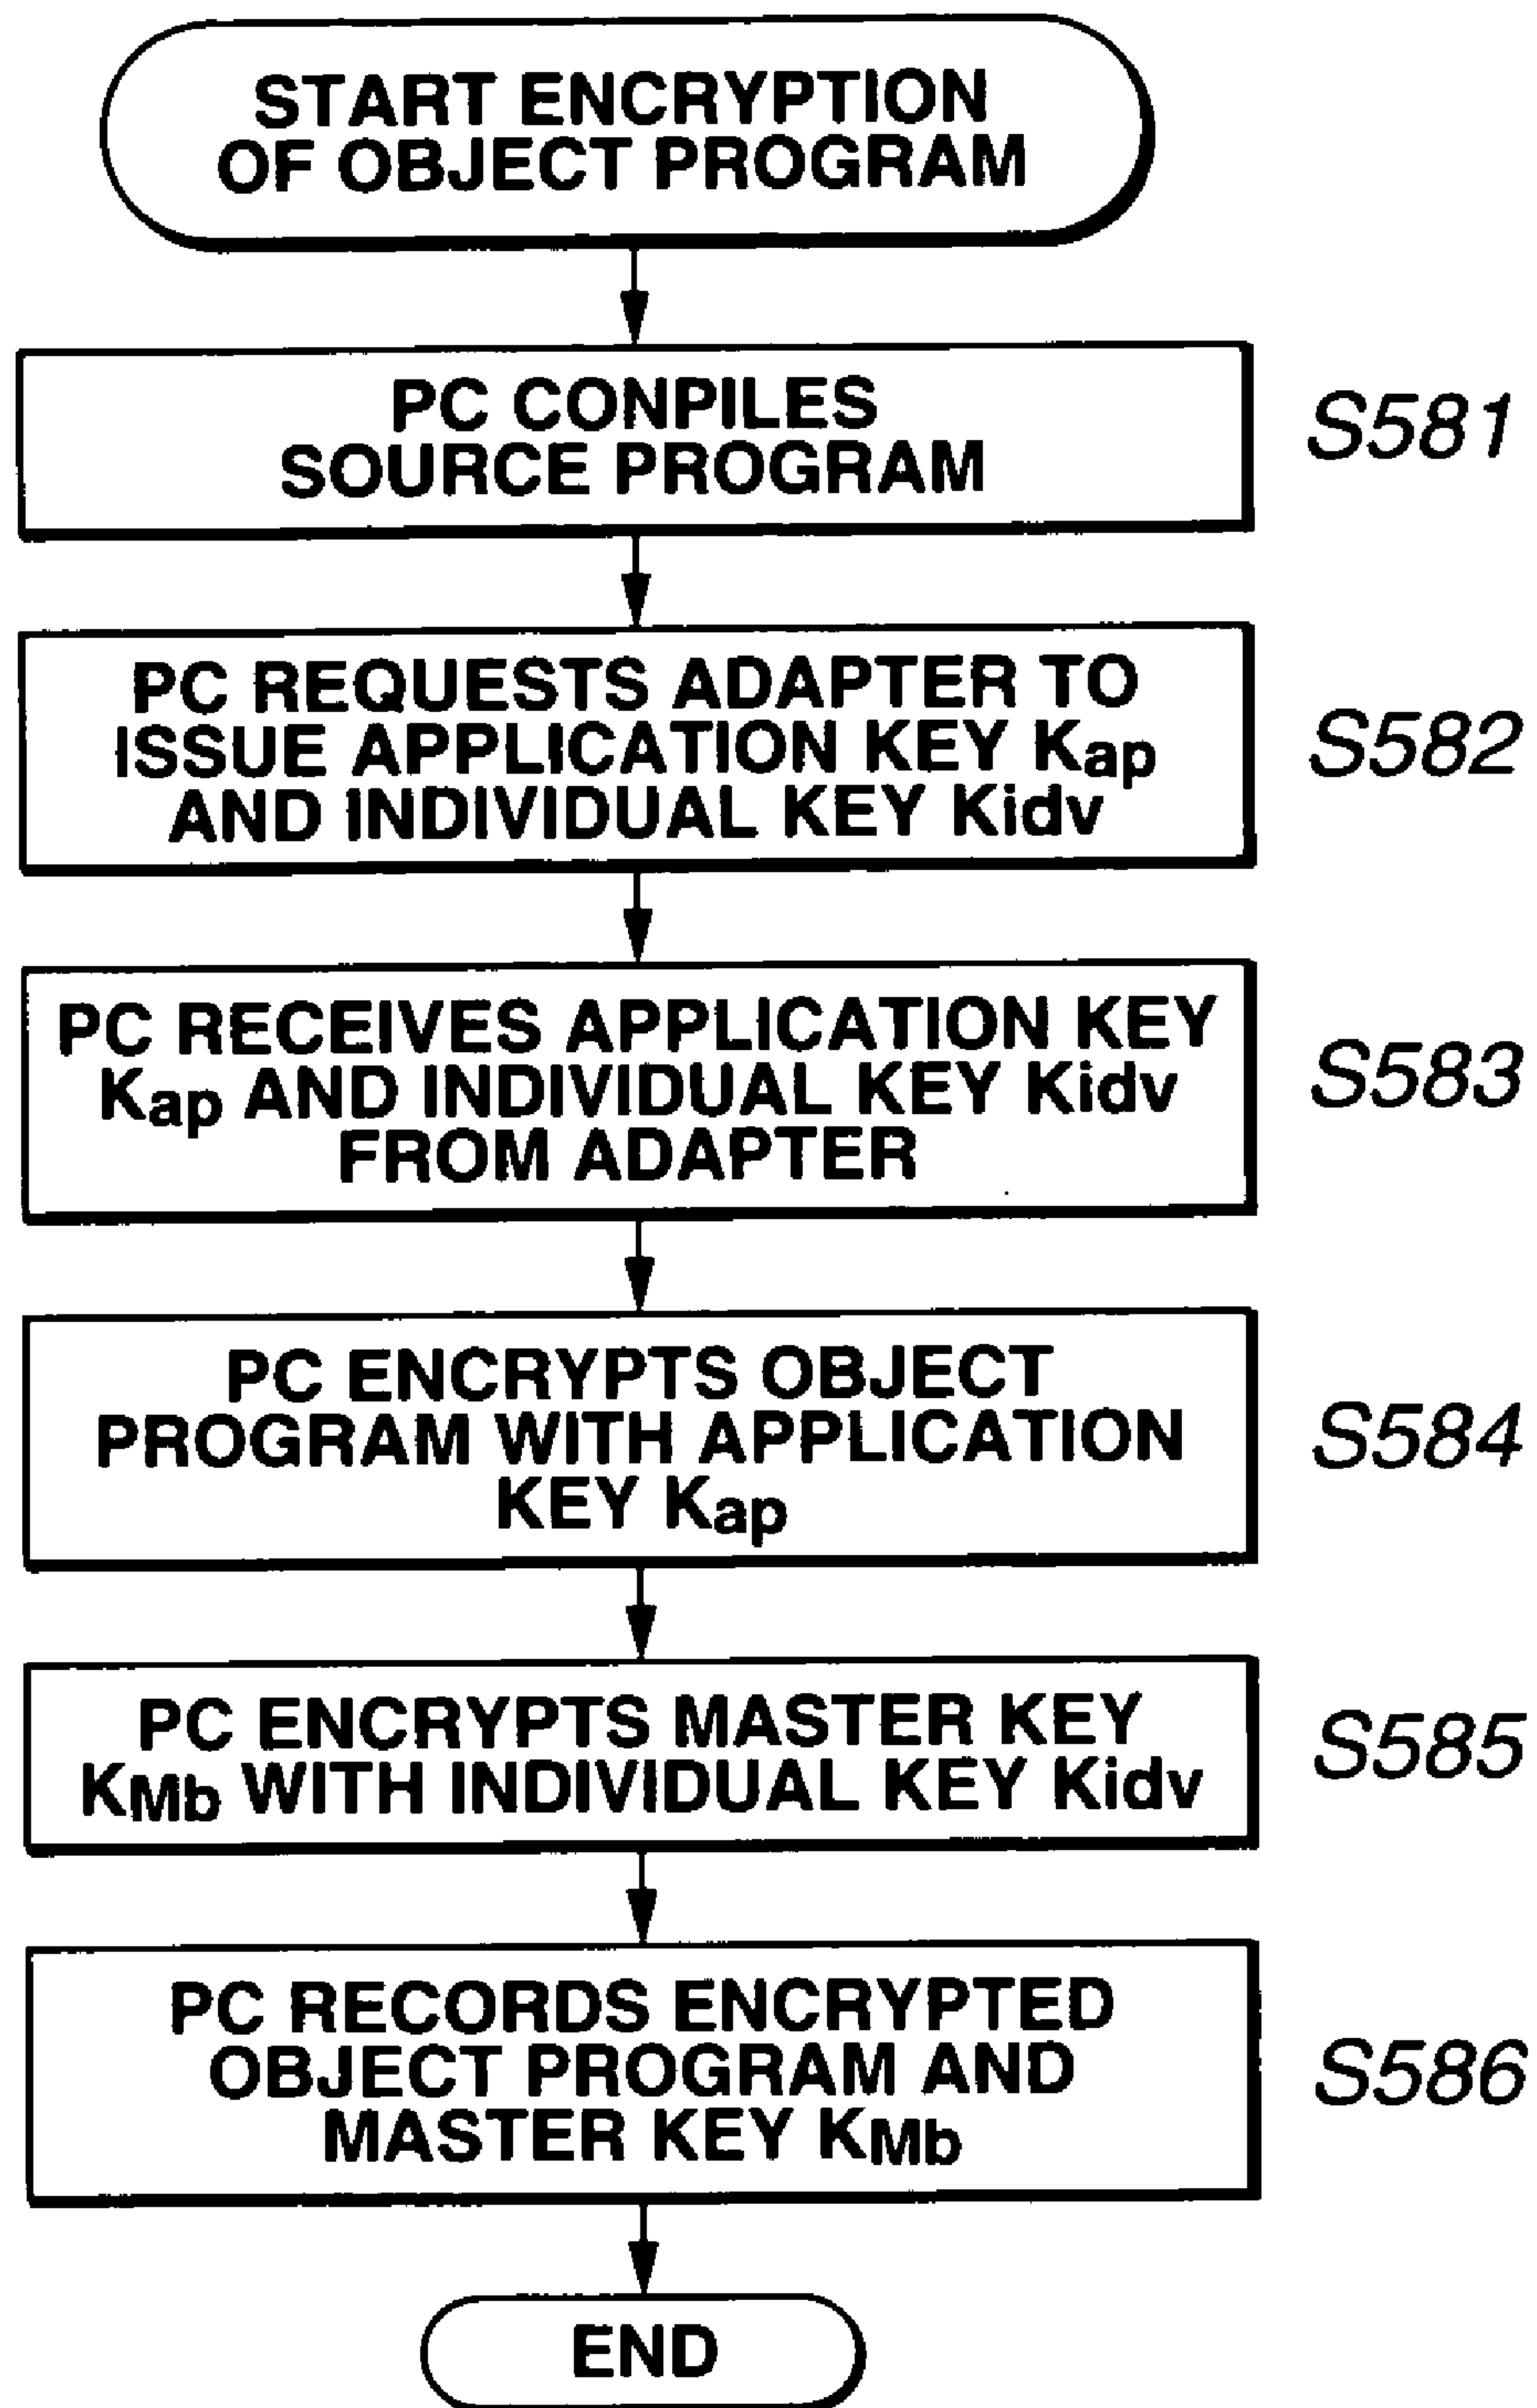 START ENCRYPTION
OF OBJECT PROGRAM
PC CONPILES
SOURCE PROGRAM
S581
PC REQUESTS ADAPTER TO
ISSUE APPLICATION KEY Kap
AND INDIVIDUAL KEY Kidv
S582
PC RECEIVES APPLICATION KEY
Kap AND INDIVIDUAL KEY Kidv
FROM ADAPTER
S583
PC ENCRYPTS OBJECT
PROGRAM WITH APPLICATION
KEY Kap
S584
PC ENCRYPTS MASTER KEY
KMb WITH INDIVIDUAL KEY Kidv
S585
PC RECORDS ENCRYPTED
OBJECT PROGRAM AND
MASTER KEY KMb
S586
END